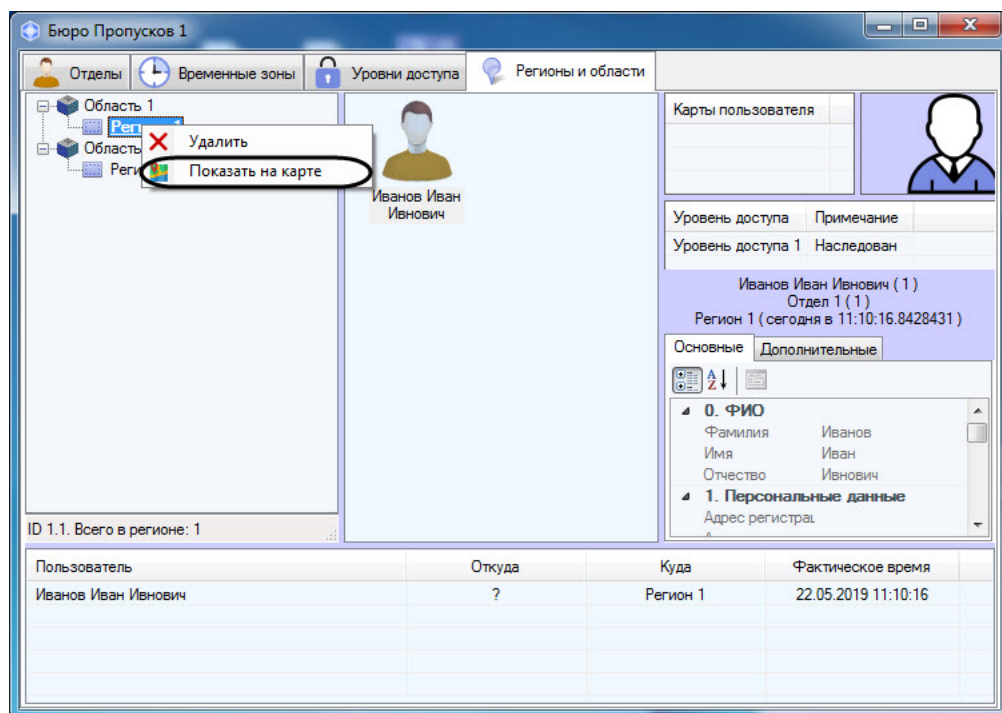 Бюро Пропусков 1
Отделы Временные зоны Уровни доступа Регионы и области
Область 1
Удалить
Область
Показать на карте
Иванов Иван
Ивнович
ID 1.1. Всего в регионе: 1
Карты пользователя
Уровень доступа Примечание
Уровень доступа 1 Наследован
Иванов Иван Ивнович ( 1 )
Отдел 1 ( 1 )
Регион 1 ( сегодня в 11:10:16.8428431 )
Основные Дополнительные
0. ФИО
Фамилия Иванов
Имя Иван
Отчество Ивнович
1. Персональные данные
Адрес регистрац
Пользователь Откуда Куда Фактическое время
Иванов Иван Ивнович ? Регион 1 22.05.2019 11:10:16